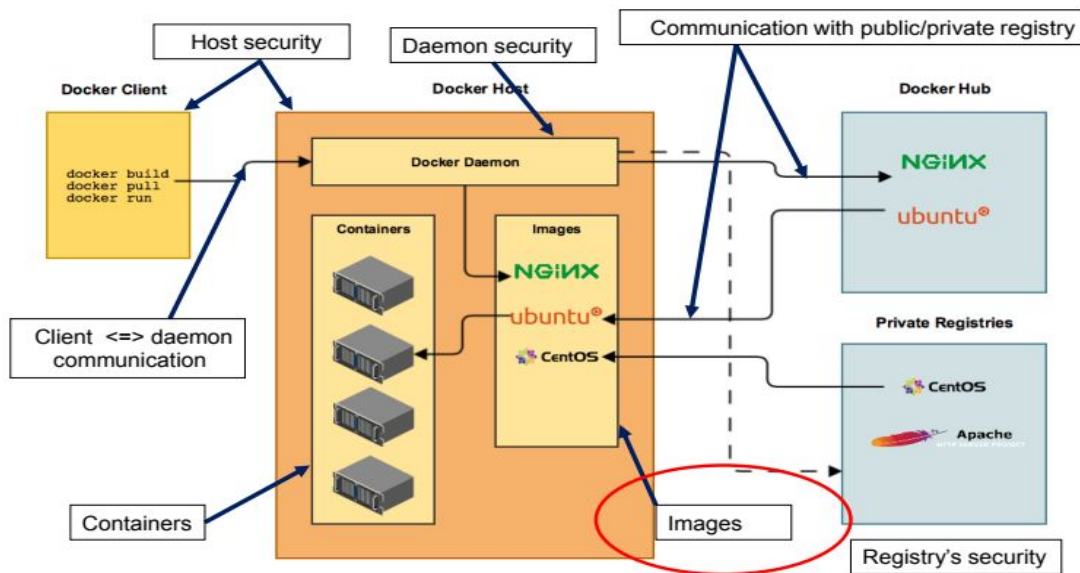 Host security
Daemon security
Communication with public/private registry
Docker Client
Docker Host
Docker Hub
docker build
docker pull
docker run
Docker Daemon
NGINX
ubuntu
Containers
Images
NGINX
ubuntu
CentOS
Client <=> daemon
communication
Private Registries
CentOS
Apache
Containers
Images
Registry's security